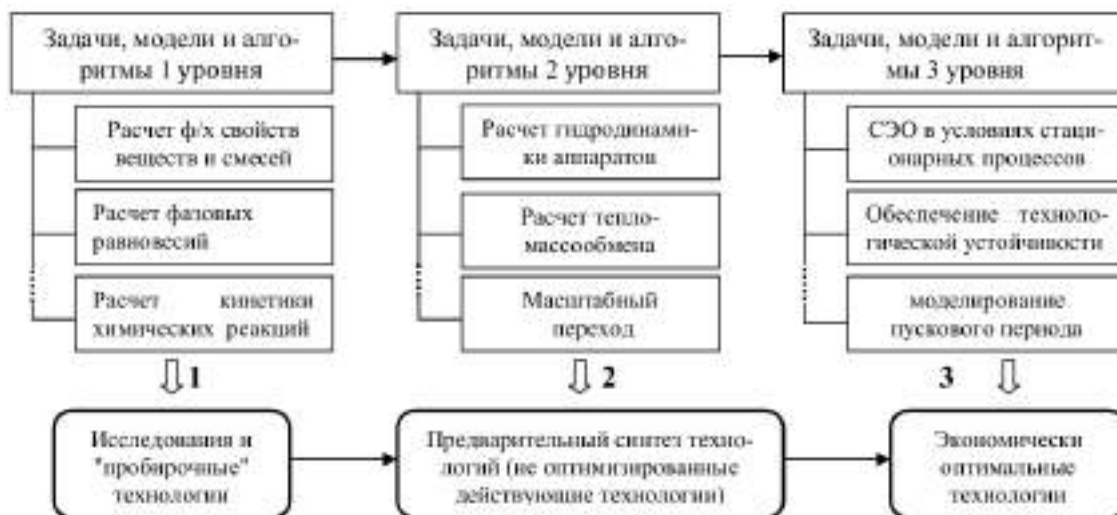 Задачи, модели и алго-
ритмы 1 уровня
Расчет ф/х свойств
веществ и смесей
Расчет фазовых
равновесий
Расчет кинетики
химических реакций
1
Исследования и
"пробирочные"
технологии
Задачи, модели и алго-
ритмы 2 уровня
Расчет гидродинами-
ки аппаратов
Расчет тепло-
массообмена
Масштабный
переход
2
Предварительный синтез техно-
логий (не оптимизированные
действующие технологии)
Задачи, модели и алгорит-
мы 3 уровня
СЭО в условиях стаци-
онарных процессов
Обеспечение техноло-
гической устойчивости
моделирование
пускового периода
3
Экономически
оптимальные
технологии